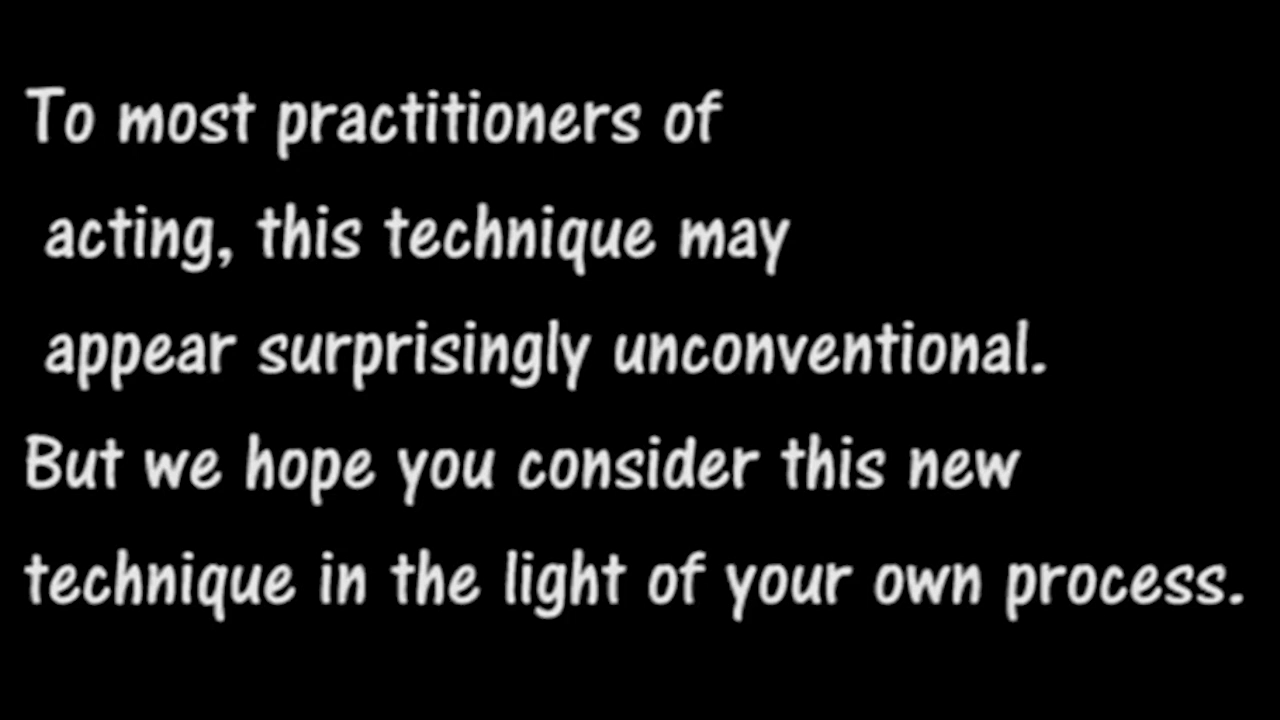 To most practitioners of
acting, this technique may
appear surprisingly unconventional.
But we hope you consider this new
technique in the light of your own process.